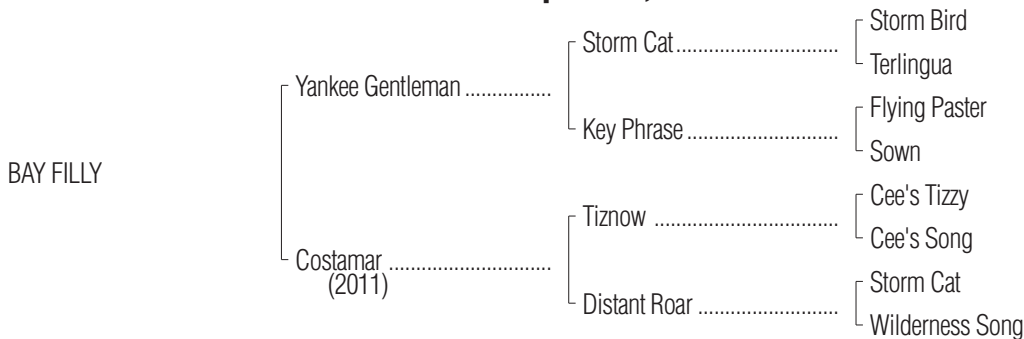 Storm Bird
Storm Cat..............................
Terlingua
Yankee Gentleman ................
Flying Paster
Key Phrase ............................
Sown
BAY FILLY
Cee's Tizzy
Tiznow ..................................
Cee's Song
Costamar ..............................
(2011)
Storm Cat
Distant Roar ..........................
Wilderness Song